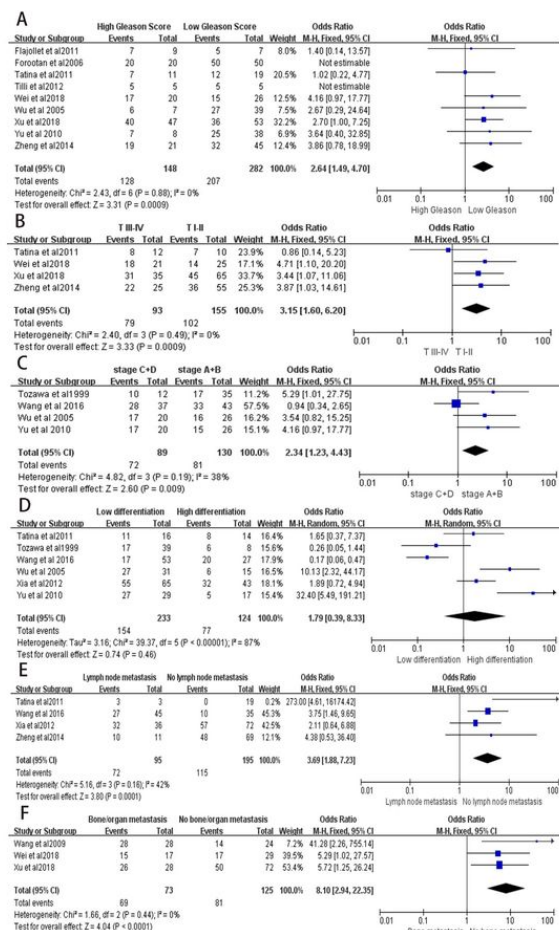 A
High Gleason Score Low Gleason Score Odds Ratio Odds Ratio
Study or Subgroup Events Total Events Total Weight M-H, Fixed, 95% CI M-H, Fixed, 95% CI
Flajollet et al2011 7 9 5 7 8.0% 1.40 [0.14, 13.57]
Forootan et al2006 20 20 50 50 Not estimable
Tatina et al2011 7 11 12 19 20.5% 1.02 [0.22, 4.77]
Tilli et al2012 5 5 5 5 Not estimable
Wei et al2018 17 20 15 26 12.5% 4.16 [0.97, 17.77]
Wu et al 2005 6 7 27 39 9.0% 2.67 [0.29, 24.64]
Xu et al2018 40 47 36 53 2.70 [1.00, 7.25]
Yu et al 2010 7 8 25 38 3.64 [0.40, 32.85]
Zheng et al 2014 19 21 32 45 3.86 [0.78, 18.99]
Total (95% CI) 148 282 100.0% 2.64 [1.49, 4.70]
Total events 128 207
Heterogeneity: Chi² = 2.43, df = 6 (P = 0.88); I² = 0%
Test for overall effect: Z = 3.31 (P = 0.0009)
0.01 0.1 1 10 100
High Gleason Low Gleason
B
T III-IV T I-II Odds Ratio Odds Ratio
Study or Subgroup Events Total Events Total Weight M-H, Fixed, 95% CI M-H, Fixed, 95% CI
Tatina et al2011 8 12 7 10 23.9% 0.86 [0.14, 5.23]
Wei et al2018 18 21 14 25 17.1% 4.71 [1.10, 20.20]
Xu et al2018 31 35 45 65 33.7% 3.44 [1.07, 11.06]
Zheng et al2014 22 25 36 55 25.4% 3.87 [1.03, 14.61]
Total (95% CI) 93 155 100.0% 3.15 [1.60, 6.20]
Total events 79 102
Heterogeneity: Chi² = 2.40, df = 3 (P = 0.49); I² = 0%
Test for overall effect: Z = 3.33 (P = 0.0009)
0.01 0.1 1 10 100
T III-IV T I-II
C
stage C+D stage A+B Odds Ratio Odds Ratio
Study or Subgroup Events Total Events Total Weight M-H, Fixed, 95% CI M-H, Fixed, 95% CI
Tozawa et al1999 10 12 17 35 11.2% 5.29 [1.01, 27.75]
Wang et al 2016 28 37 33 43 0.94 [0.34, 2.65]
Wu et al 2005 17 20 16 26 3.54 [0.82, 15.25]
Yu et al 2010 17 20 15 26 4.16 [0.97, 17.77]
Total (95% CI) 89 130 100.0% 2.34 [1.23, 4.43]
Total events 72 81
Heterogeneity: Chi² = 4.82, df = 3 (P = 0.19); I² = 38%
Test for overall effect: Z = 2.60 (P = 0.009)
0.01 0.1 1 10 100
stage C+D stage A+B
D
Low differentiation High differentiation Odds Ratio Odds Ratio
Study or Subgroup Events Total Events Total Weight M-H, Random, 95% CI M-H, Random, 95% CI
Tatina et al2011 11 16 8 14 16.4% 1.65 [0.37, 7.37]
Tozawa et al1999 17 39 6 8 0.26 [0.05, 1.44]
Wang et al 2016 17 53 20 27 0.17 [0.06, 0.47]
Wu et al 2005 27 31 6 15 10.13 [2.32, 44.17]
Xia et al2012 55 65 32 43 1.89 [0.72, 4.94]
Yu et al 2010 27 29 5 17 32.40 [5.49, 191.21]
Total (95% CI) 233 124 100.0% 1.79 [0.39, 8.33]
Total events 154 77
Heterogeneity: Tau² = 3.16; Chi² = 39.37, df = 5 (P < 0.00001); I² = 87%
Test for overall effect: Z = 0.74 (P = 0.46)
0.01 0.1 1 10 100
Low differentiation High differentiation
E
Lymph node metastasis No lymph node metastasis Odds Ratio Odds Ratio
Study or Subgroup Events Total Events Total Weight M-H, Fixed, 95% CI M-H, Fixed, 95% CI
Tatina et al2011 3 3 0 19 0.2% 273.00 [4.61, 16174.42]
Wang et al 2016 27 45 10 35 45.3% 3.75 [1.46, 9.65]
Xia et al2012 32 36 57 72 2.11 [0.64, 6.88]
Zheng et al2014 10 11 48 69 4.38 [0.53, 36.40]
Total (95% CI) 95 195 100.0% 3.69 [1.88, 7.23]
Total events 72 115
Heterogeneity: Chi² = 5.16, df = 3 (P = 0.16); I² = 42%
Test for overall effect: Z = 3.80 (P = 0.0001)
0.01 0.1 1 10 100
Lymph node metastasis No lymph node metastasis
F
Bone/organ metastasis No bone/organ metastasis Odds Ratio Odds Ratio
Study or Subgroup Events Total Events Total Weight M-H, Fixed, 95% CI M-H, Fixed, 95% CI
Wang et al2009 28 28 14 24 7.2% 41.28 [2.26, 755.14]
Wei et al2018 15 17 17 29 39.5% 5.29 [1.02, 27.57]
Xu et al2018 26 28 50 72 53.4% 5.72 [1.25, 26.24]
Total (95% CI) 73 125 100.0% 8.10 [2.94, 22.35]
Total events 69 81
Heterogeneity: Chi² = 1.66, df = 2 (P = 0.44); I² = 0%
Test for overall effect: Z = 4.04 (P < 0.0001)
0.01 0.1 1 10 100